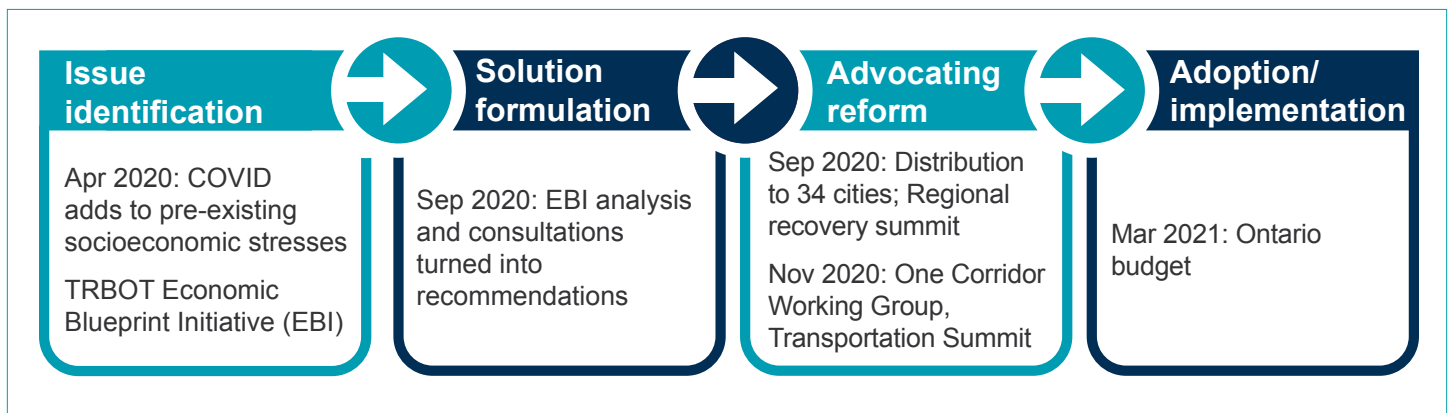 Issue
identification
Apr 2020: COVID
adds to pre-existing
socioeconomic stresses
TRBOT Economic
Blueprint Initiative (EBI)
Solution
formulation
Sep 2020: EBI analysis
and consultations
turned into
recommendations
Advocating
reform
Sep 2020: Distribution
to 34 cities; Regional
recovery summit
Nov 2020: One Corridor
Working Group,
Transportation Summit
Adoption/
implementation
Mar 2021: Ontario
budget